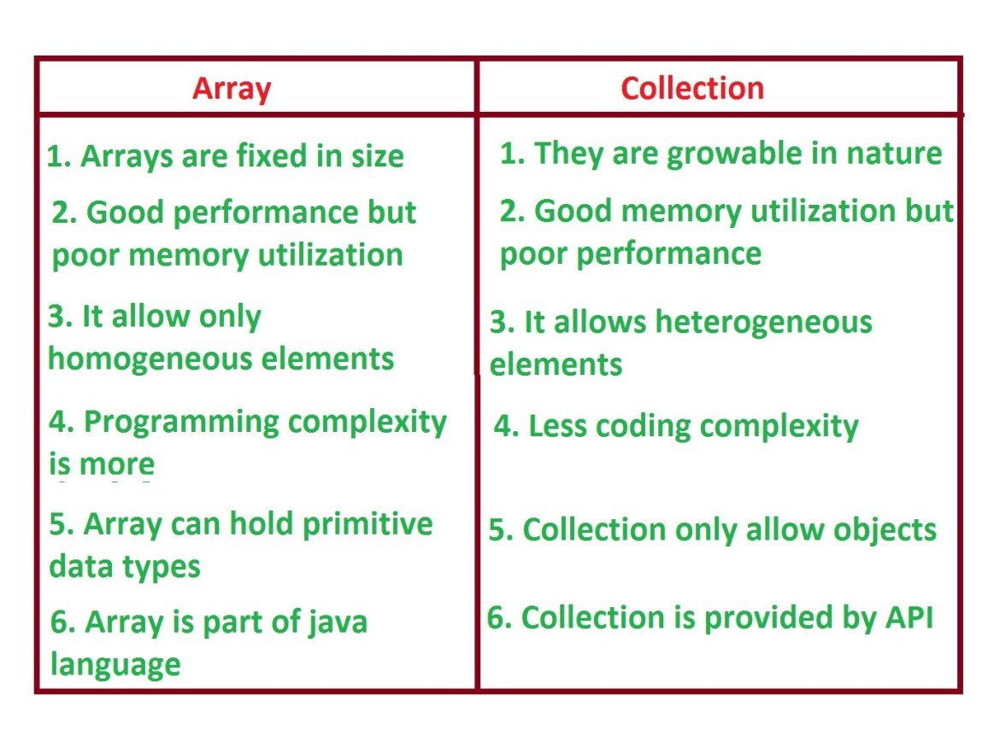 Array
Collection
1. Arrays are fixed in size
2. Good performance but
poor memory utilization
3. It allow only
homogeneous elements
4. Programming complexity
is more
5. Array can hold primitive
data types
6. Array is part of java
language
1. They are growable in nature
2. Good memory utilization but
poor performance
3. It allows heterogeneous
elements
4. Less coding complexity
5. Collection only allow objects
6. Collection is provided by API